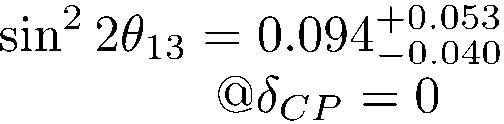 sin² 2θ₁₃ = 0.094⁺⁰·⁰⁵³₋₀.₀₄₀
@δ_CP = 0